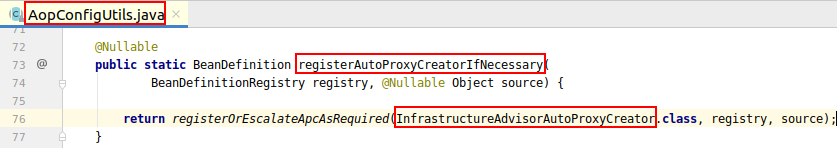 AopConfigUtils.java
71
72 @Nullable
73 @ public static BeanDefinition registerAutoProxyCreatorIfNecessary(
74 BeanDefinitionRegistry registry, @Nullable Object source) {
75
76 return registerOrEscalateApcAsRequired(InfrastructureAdvisorAutoProxyCreator.class, registry, source);
77 }